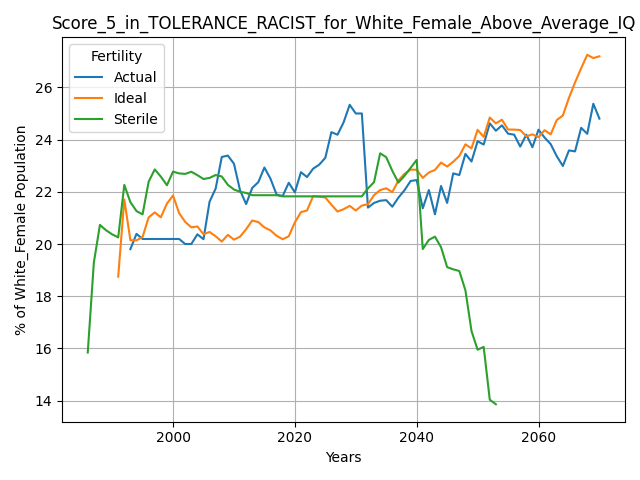 Score_5_in_TOLERANCE_RACIST_for_White_Female_Above_Average_IQ
Fertility
Actual
Ideal
Sterile
% of White_Female Population
26
24
22
20
18
16
14
2000
2020
2040
2060
Years